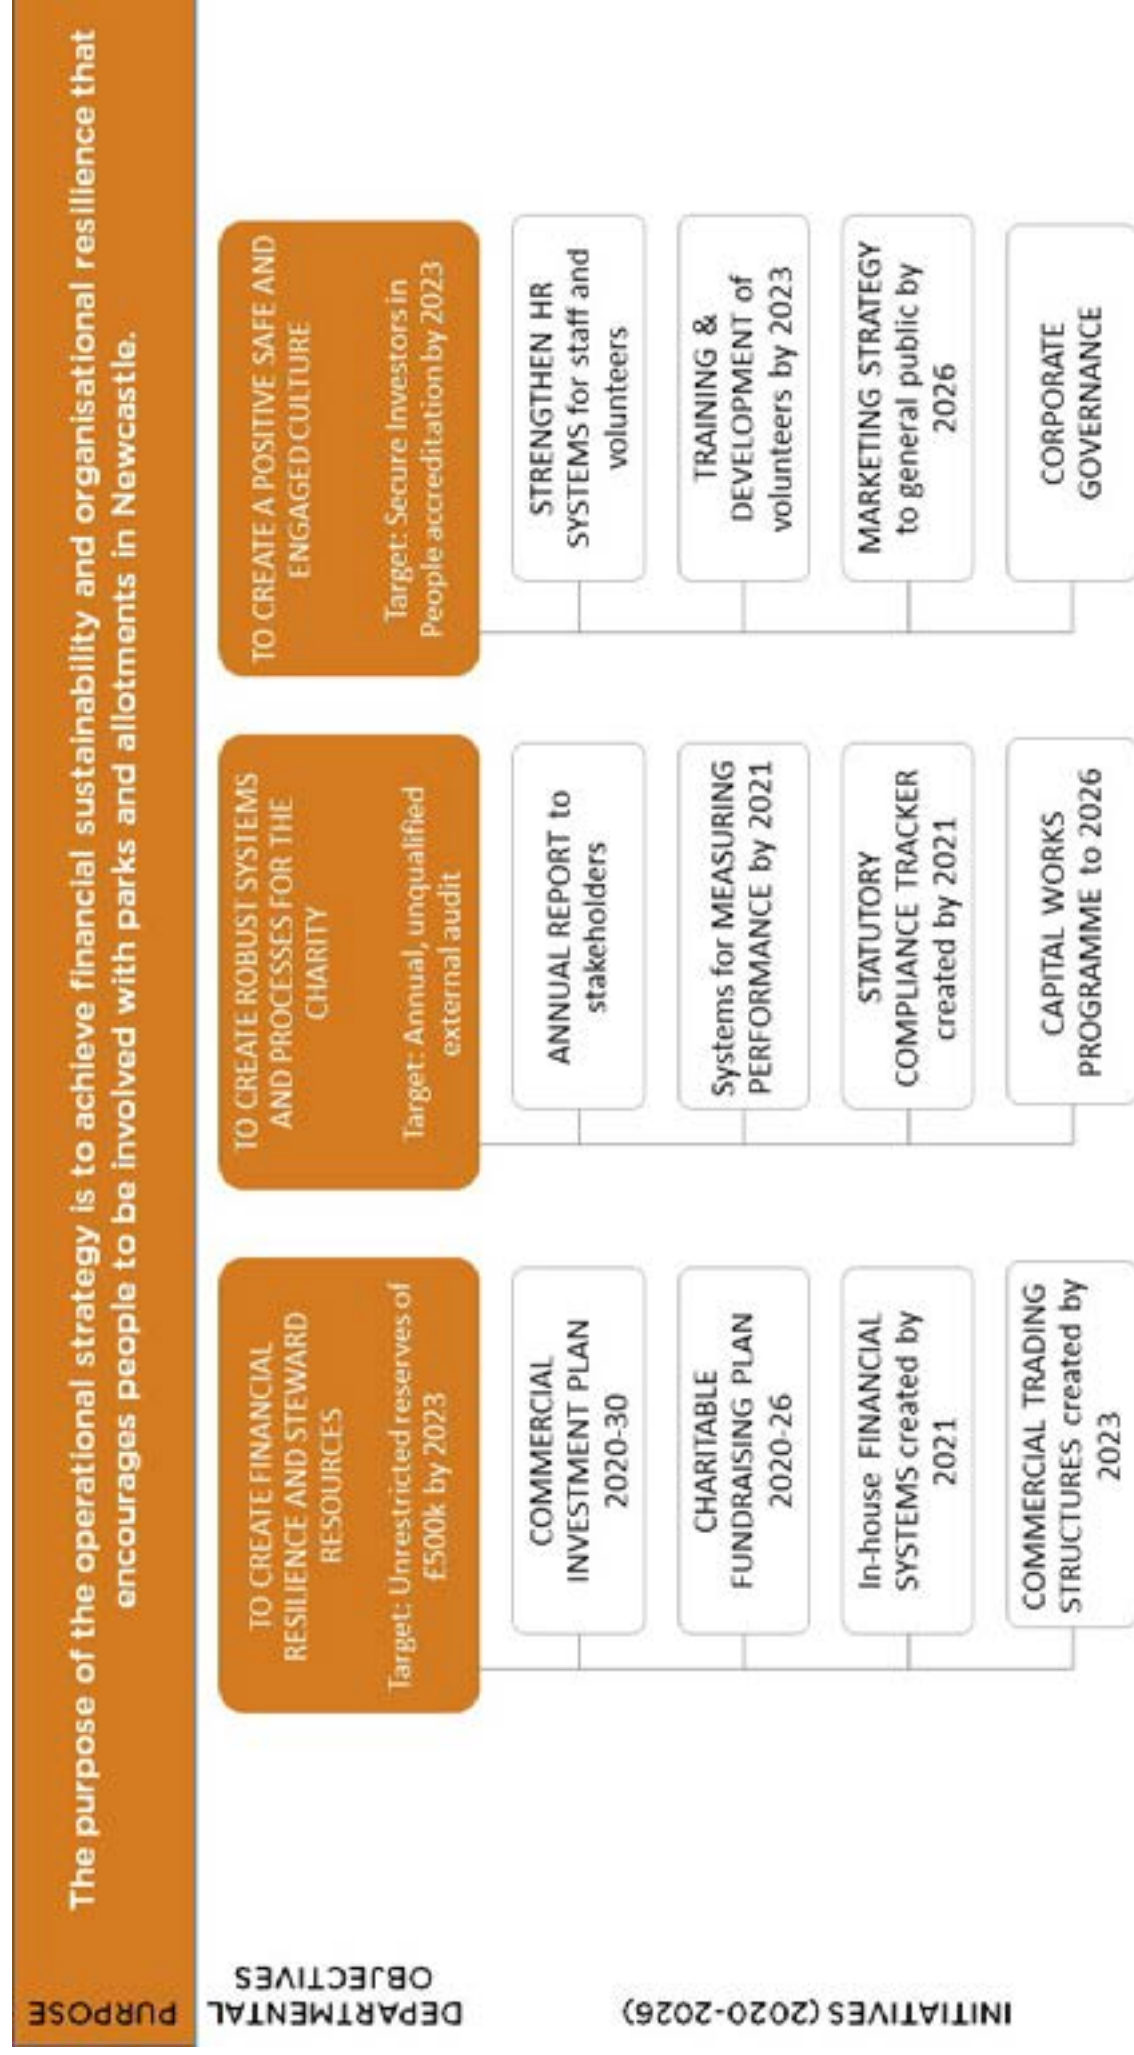 PURPOSE
The purpose of the operational strategy is to achieve financial sustainability and organisational resilience that
encourages people to be involved with parks and allotments in Newcastle.
DEPARTMENTAL
OBJECTIVES
TO CREATE FINANCIAL
RESILIENCE AND STEWARD
RESOURCES
Target: Unrestricted reserves of
£500k by 2023
TO CREATE ROBUST SYSTEMS
AND PROCESSES FOR THE
CHARITY
Target: Annual, unqualified
external audit
TO CREATE A POSITIVE SAFE AND
ENGAGED CULTURE
Target: Secure Investors in
People accreditation by 2023
INITIATIVES (2020-2026)
COMMERCIAL
INVESTMENT PLAN
2020-30
CHARITABLE
FUNDRAISING PLAN
2020-26
In-house FINANCIAL
SYSTEMS created by
2021
COMMERCIAL TRADING
STRUCTURES created by
2023
ANNUAL REPORT to
stakeholders
Systems for MEASURING
PERFORMANCE by 2021
STATUTORY
COMPLIANCE TRACKER
created by 2021
CAPITAL WORKS
PROGRAMME to 2026
STRENGTHEN HR
SYSTEMS for staff and
volunteers
TRAINING &
DEVELOPMENT of
volunteers by 2023
MARKETING STRATEGY
to general public by
2026
CORPORATE
GOVERNANCE